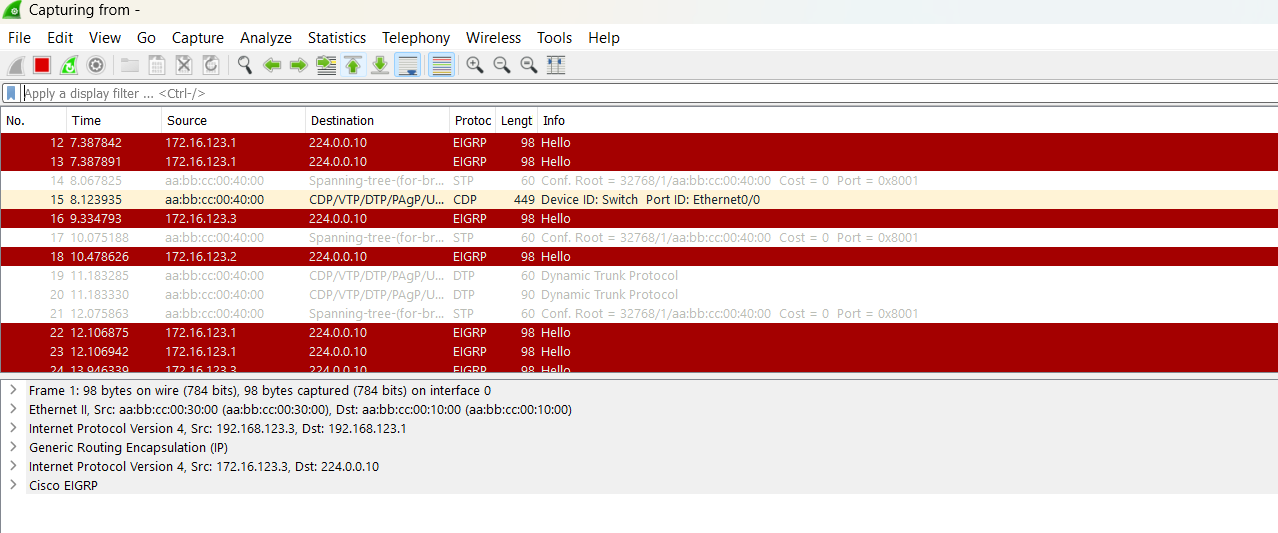 Capturing from -
File Edit View Go Capture Analyze Statistics Telephony Wireless Tools Help
Apply a display filter ... <Ctrl-/>
No. Time Source Destination Protoc Lengt Info
12 7.387842 172.16.123.1 224.0.0.10 EIGRP 98 Hello
13 7.387891 172.16.123.1 224.0.0.10 EIGRP 98 Hello
14 8.067825 aa:bb:cc:00:40:00 Spanning-tree-(for-br... STP 60 Conf. Root = 32768/1/aa:bb:cc:00:40:00 Cost = 0 Port = 0x8001
15 8.123935 aa:bb:cc:00:40:00 CDP/VTP/DTP/PAgP/U... CDP 449 Device ID: Switch Port ID: Ethernet0/0
16 9.334793 172.16.123.3 224.0.0.10 EIGRP 98 Hello
17 10.075188 aa:bb:cc:00:40:00 Spanning-tree-(for-br... STP 60 Conf. Root = 32768/1/aa:bb:cc:00:40:00 Cost = 0 Port = 0x8001
18 10.478626 172.16.123.2 224.0.0.10 EIGRP 98 Hello
19 11.183285 aa:bb:cc:00:40:00 CDP/VTP/DTP/PAgP/U... DTP 60 Dynamic Trunk Protocol
20 11.183330 aa:bb:cc:00:40:00 CDP/VTP/DTP/PAgP/U... DTP 90 Dynamic Trunk Protocol
21 12.075863 aa:bb:cc:00:40:00 Spanning-tree-(for-br... STP 60 Conf. Root = 32768/1/aa:bb:cc:00:40:00 Cost = 0 Port = 0x8001
22 12.106875 172.16.123.1 224.0.0.10 EIGRP 98 Hello
23 12.106942 172.16.123.1 224.0.0.10 EIGRP 98 Hello
24 13.946339 172.16.123.3 224.0.0.10 EIGRP 98 Hello
Frame 1: 98 bytes on wire (784 bits), 98 bytes captured (784 bits) on interface 0
Ethernet II, Src: aa:bb:cc:00:30:00 (aa:bb:cc:00:30:00), Dst: aa:bb:cc:00:10:00 (aa:bb:cc:00:10:00)
Internet Protocol Version 4, Src: 192.168.123.3, Dst: 192.168.123.1
Generic Routing Encapsulation (IP)
Internet Protocol Version 4, Src: 172.16.123.3, Dst: 224.0.0.10
Cisco EIGRP